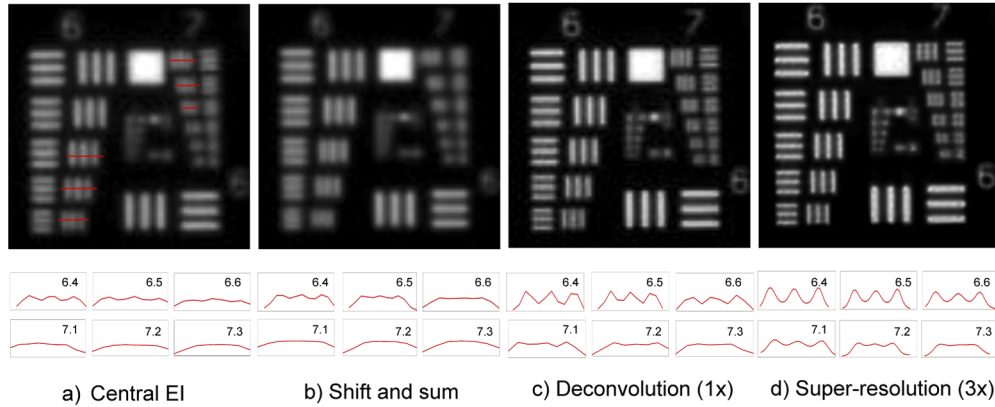 6 7 6 7 6 7 6 7
6 6 6 6
6.4 6.5 6.6 6.4 6.5 6.6 6.4 6.5 6.6 6.4 6.5 6.6
7.1 7.2 7.3 7.1 7.2 7.3 7.1 7.2 7.3 7.1 7.2 7.3
a) Central EI b) Shift and sum c) Deconvolution (1x) d) Super-resolution (3x)